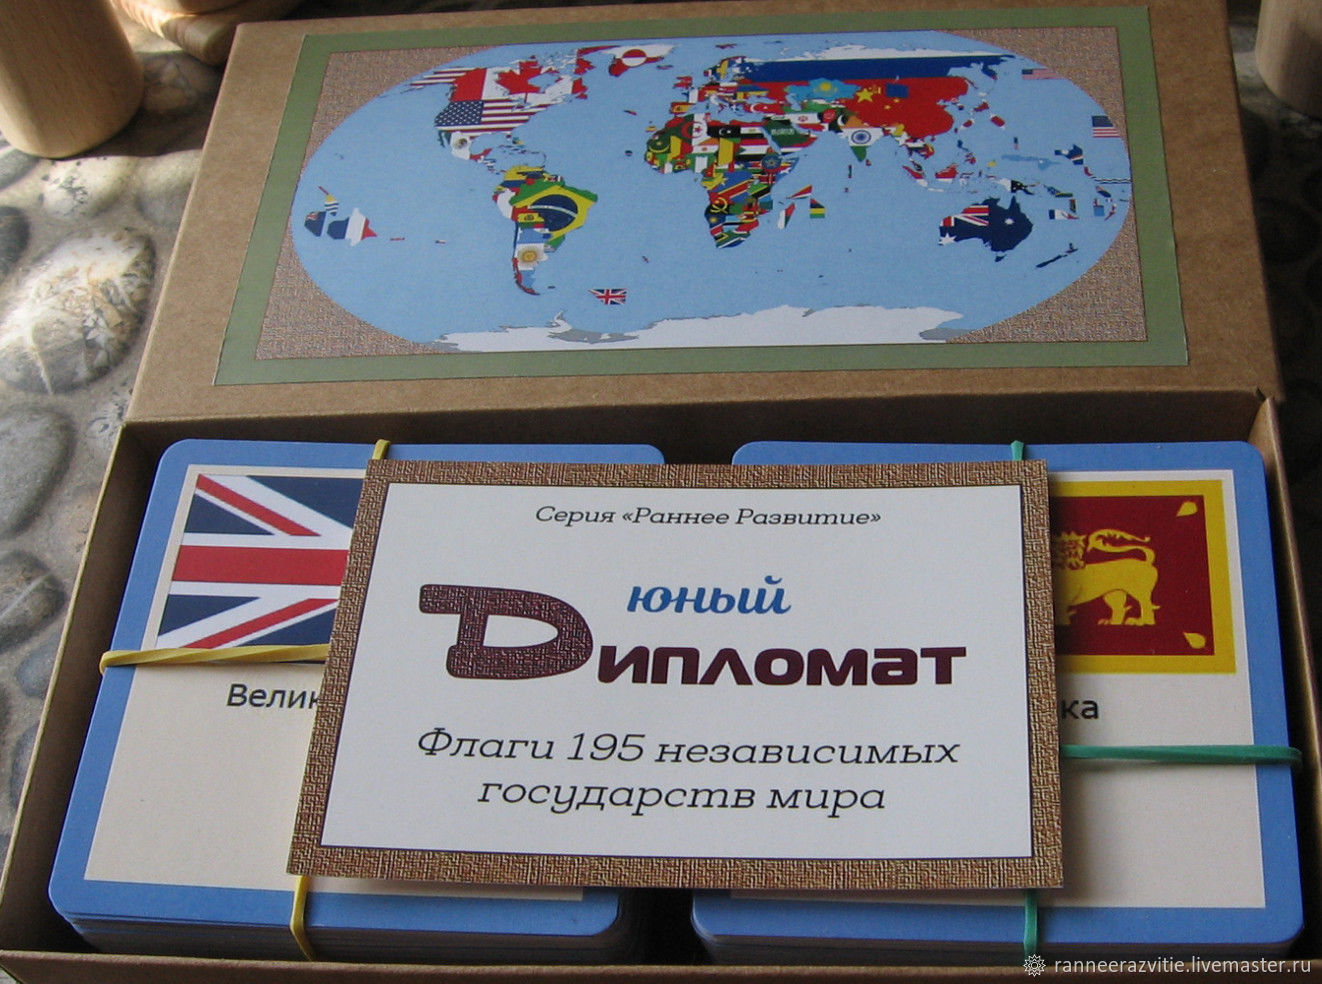 Серия «Раннее Развитие»
юный
Дипломат
Флаги 195 независимых
государств мира
Велик
ка
ranneerazvitie.livemaster.ru